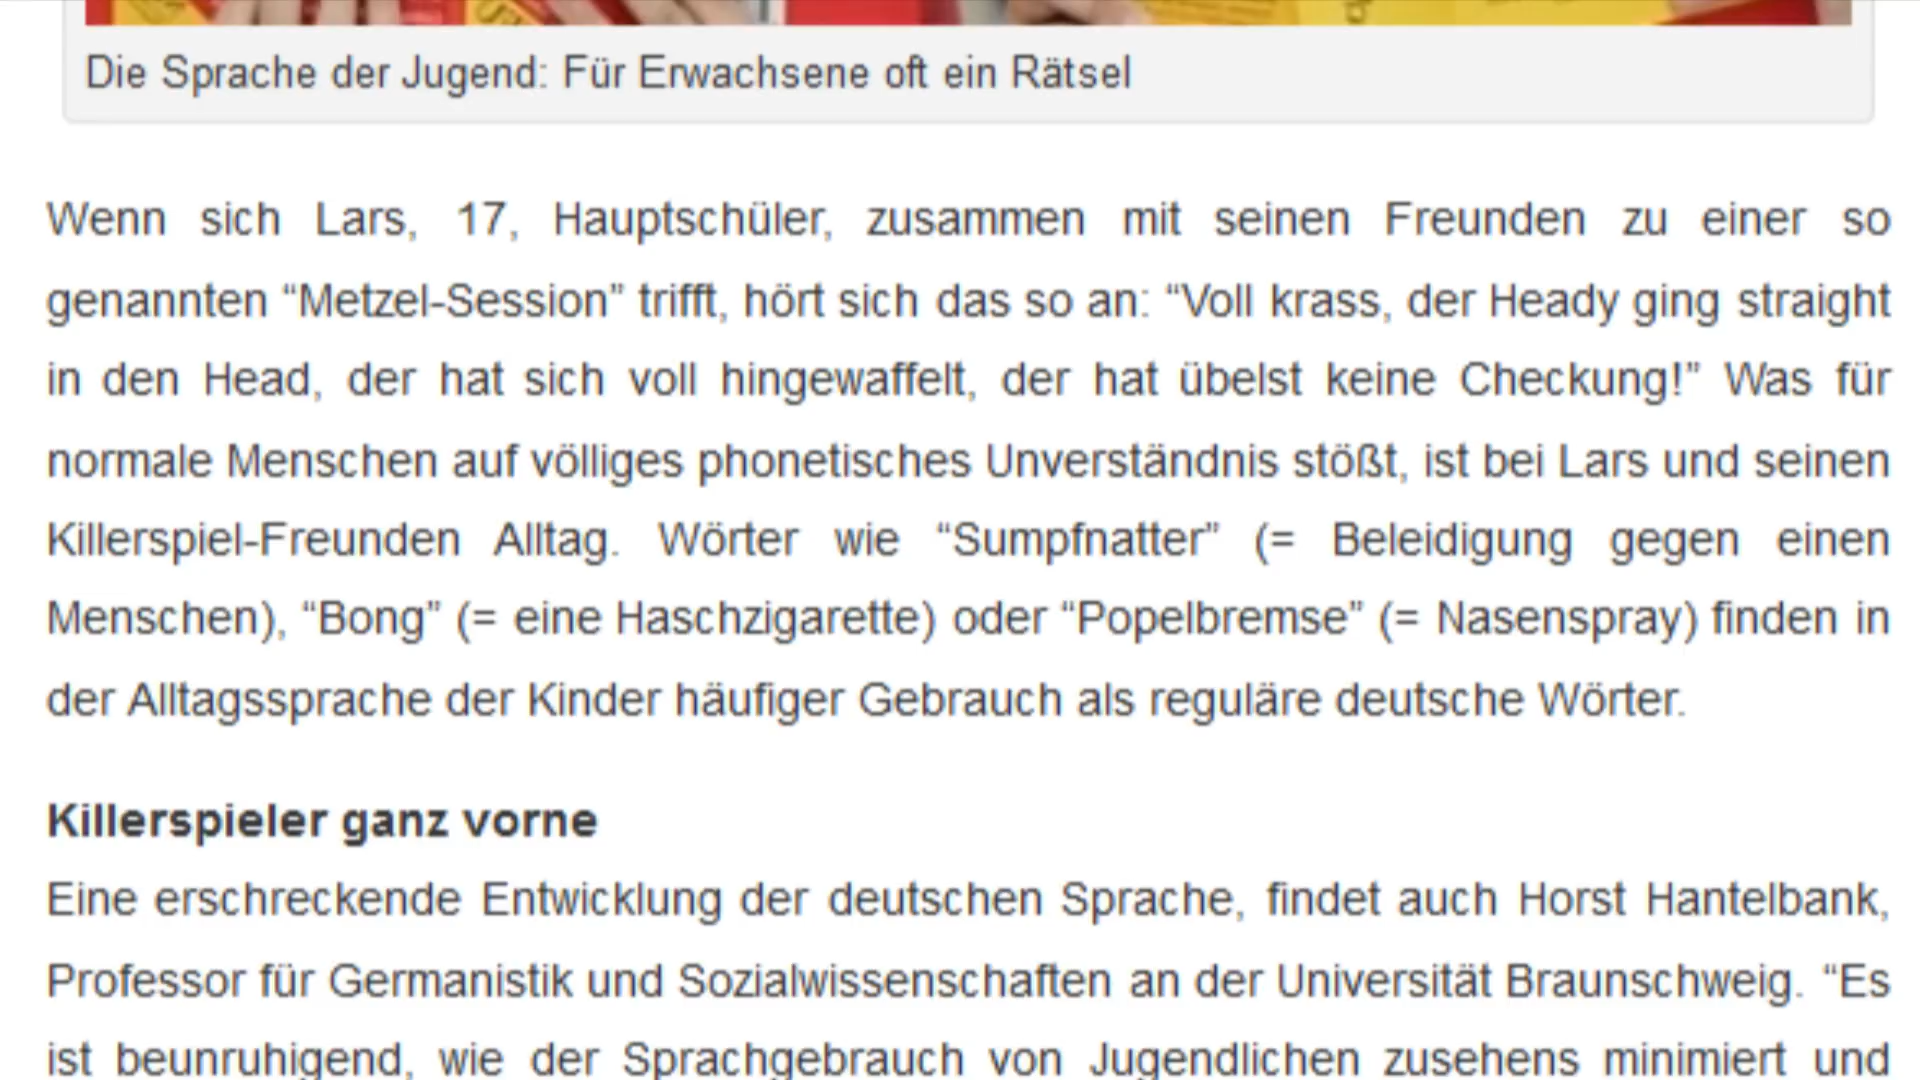 Die Sprache der Jugend: Für Erwachsene oft ein Rätsel
Wenn sich Lars, 17, Hauptschüler, zusammen mit seinen Freunden zu einer so
genannten “Metzel-Session” trifft, hört sich das so an: “Voll krass, der Heady ging straight
in den Head, der hat sich voll hingewaffelt, der hat übelst keine Checkung!” Was für
normale Menschen auf völliges phonetisches Unverständnis stößt, ist bei Lars und seinen
Killerspiel-Freunden Alltag. Wörter wie “Sumpfnatter” (= Beleidigung gegen einen
Menschen), “Bong” (= eine Haschzigarette) oder “Popelbremse” (= Nasenspray) finden in
der Alltagssprache der Kinder häufiger Gebrauch als reguläre deutsche Wörter.
Killerspieler ganz vorne
Eine erschreckende Entwicklung der deutschen Sprache, findet auch Horst Hantelbank,
Professor für Germanistik und Sozialwissenschaften an der Universität Braunschweig. “Es
ist beunruhigend, wie der Sprachgebrauch von Jugendlichen zusehens minimiert und